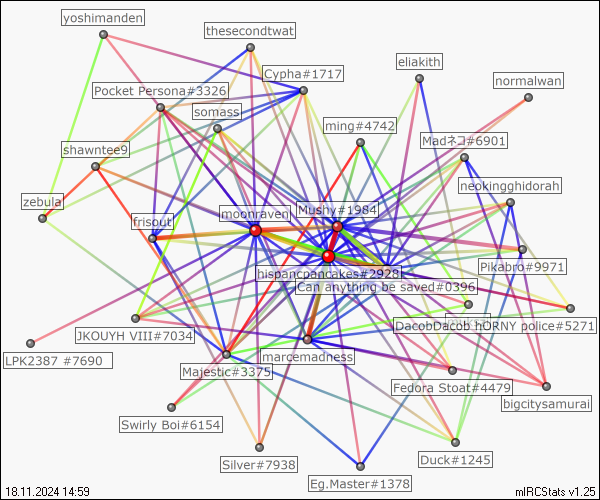 yoshimanden
thesecondtwat
eliakith
Cypha#1717
normalwan
Pocket Persona#3326
somass
ming#4742
Madネコ#6901
shawntee9
neokingghidorah
zebula
frisout
moonravenj
Mushy#1984
Pikabro#9971
hispancpancakes#2928
Can anything be saved#0396
DacobDacob
hORNY police#5271
JKOUYH VIII#7034
marcemadness
LPK2387 #7690
Majestic#3375
Fedora Stoat#4479
bigcitysamurai
Swirly Boi#6154
Silver#7938
Duck#1245
Eg.Master#1378
18.11.2024 14:59
mIRCStats v1.25